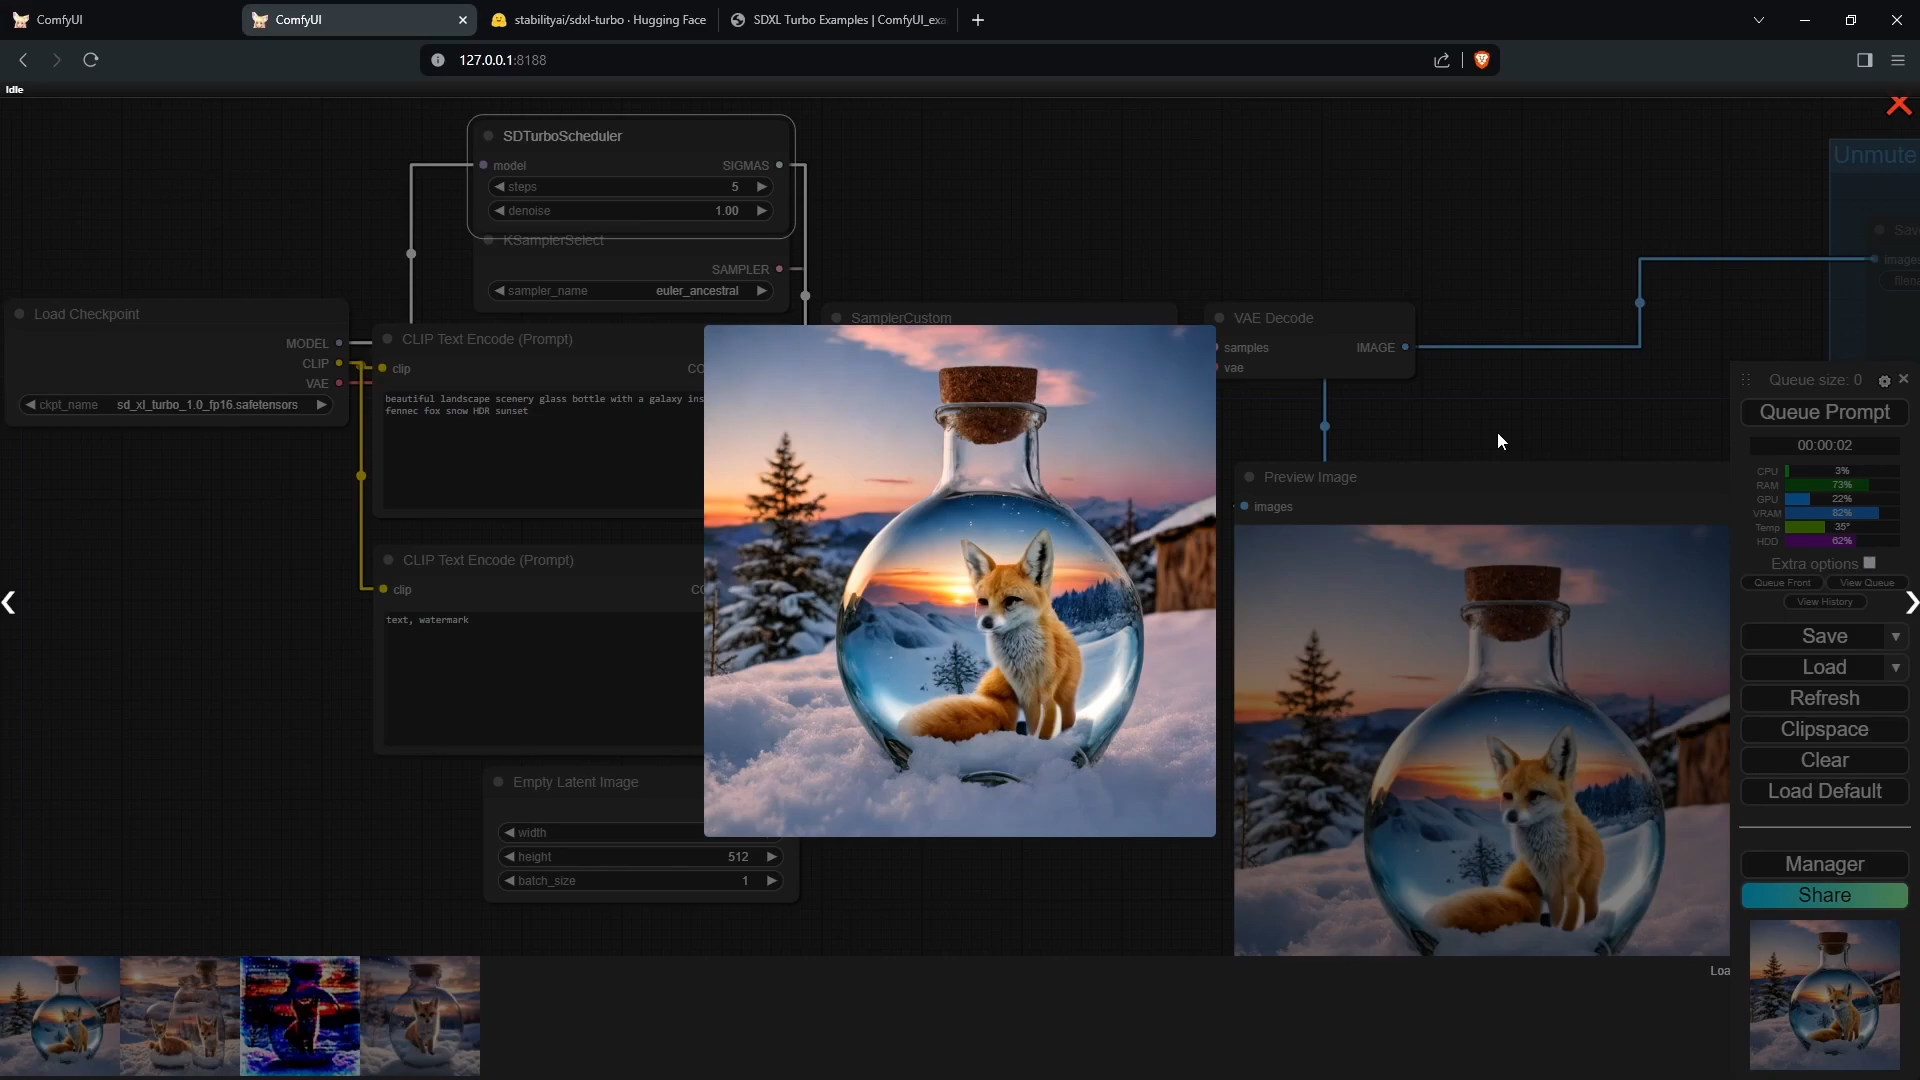 ComfyUI
ComfyUI
stabilityai/sdxl-turbo · Hugging Face
SDXL Turbo Examples | ComfyUI_exa
127.0.0.1:8188
Idle
SDTurboScheduler
model SIGMAS
steps 5
denoise 1.00
KSamplerSelect
SAMPLER
sampler_name euler_ancestral
Load Checkpoint
MODEL
CLIP
VAE
ckpt_name sd_xl_turbo_1.0_fp16.safetensors
CLIP Text Encode (Prompt)
clip CO
beautiful landscape scenery glass bottle with a galaxy ins
fennec fox snow HDR sunset
CLIP Text Encode (Prompt)
clip CO
text, watermark
Empty Latent Image
width
height 512
batch_size 1
SamplerCustom
VAE Decode
samples IMAGE
vae
Preview Image
images
Unmute
Save
images
filena
Queue size: 0
Queue Prompt
00:00:02
CPU 3%
RAM 73%
GPU 22%
VRAM 82%
Temp 35°
HDD 62%
Extra options
Queue Front View Queue
View History
Save
Load
Refresh
Clipspace
Clear
Load Default
Manager
Share
Loa